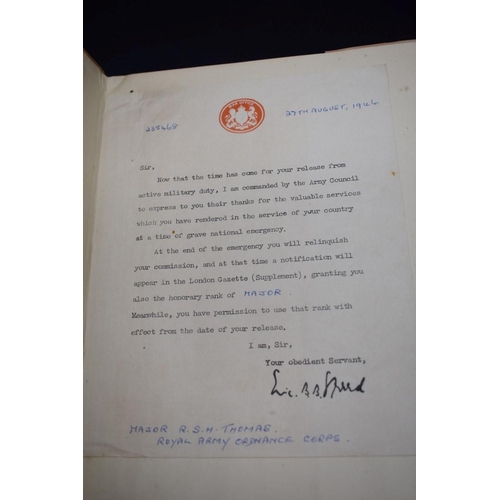 285468
27TH AUGUST, 1946
Sir,
Now that the time has come for your release from
active military duty, I am commanded by the Army Council
to express to you their thanks for the valuable services
which you have rendered in the service of your country
at a time of grave national emergency.
At the end of the emergency you will relinquish
your commission, and at that time a notification will
appear in the London Gazette (Supplement), granting you
also the honorary rank of MAJOR.
Meanwhile, you have permission to use that rank with
effect from the date of your release.
I am, Sir,
Your obedient Servant,
Eric B.B. Speed
MAJOR R.S.H. THOMAS.
ROYAL ARMY ORDNANCE CORPS.